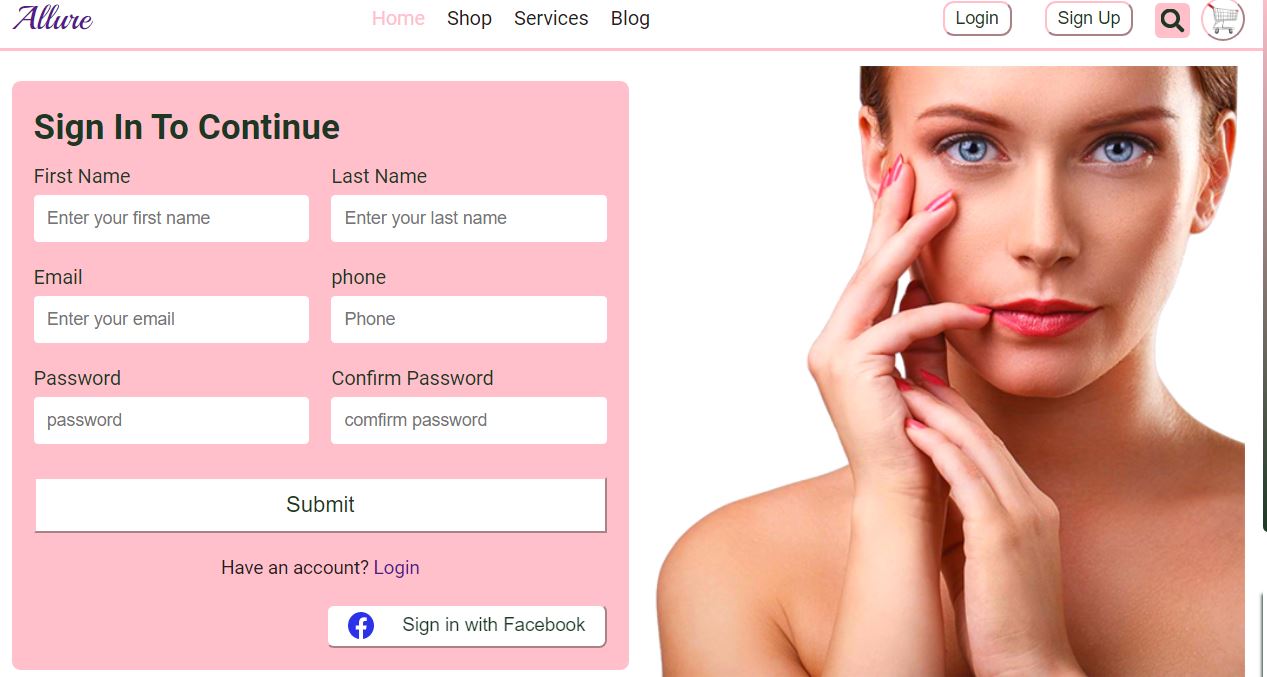 Allure Home Shop Services Blog Login Sign Up
Sign In To Continue
First Name Last Name
Enter your first name Enter your last name
Email phone
Enter your email Phone
Password Confirm Password
password comfirm password
Submit
Have an account? Login
Sign in with Facebook